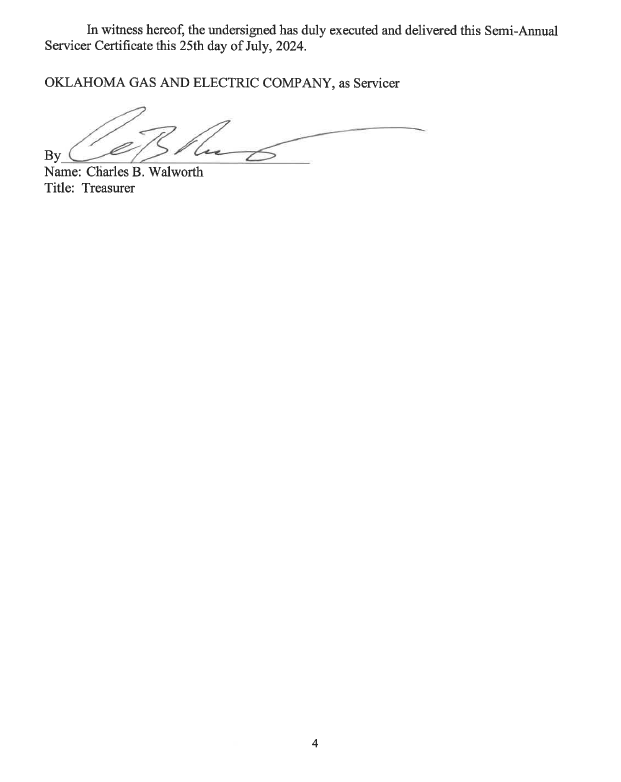 In witness hereof, the undersigned has duly executed and delivered this Semi-Annual
Servicer Certificate this 25th day of July, 2024.
OKLAHOMA GAS AND ELECTRIC COMPANY, as Servicer
By
Name: Charles B. Walworth
Title: Treasurer
4